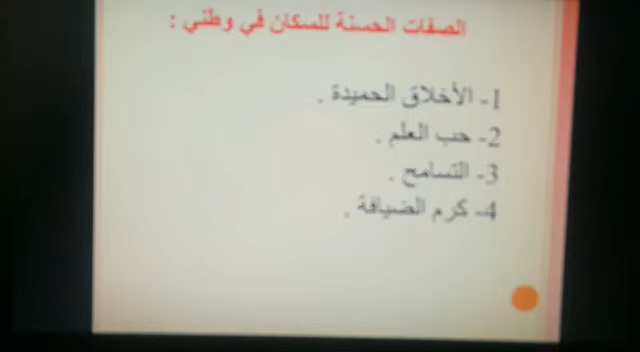 الصفات الحسنة للسكان في وطني :
1- الأخلاق الحميدة .
2- حب العلم .
3- التسامح .
4- كرم الضيافة .